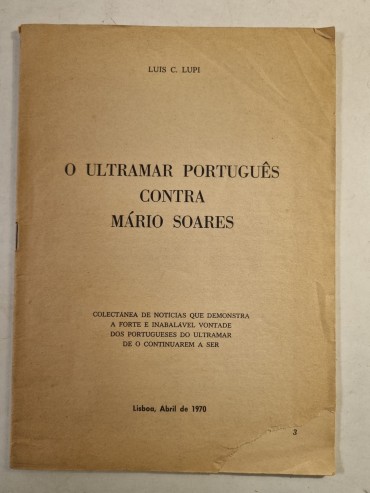 LUIS C. LUPI
O ULTRAMAR PORTUGUÊS
CONTRA
MÁRIO SOARES
COLECTÂNEA DE NOTICIAS QUE DEMONSTRA
A FORTE E INABALAVEL VONTADE
DOS PORTUGUESES DO ULTRAMAR
DE O CONTINUAREM A SER
Lisboa, Abril de 1970
3